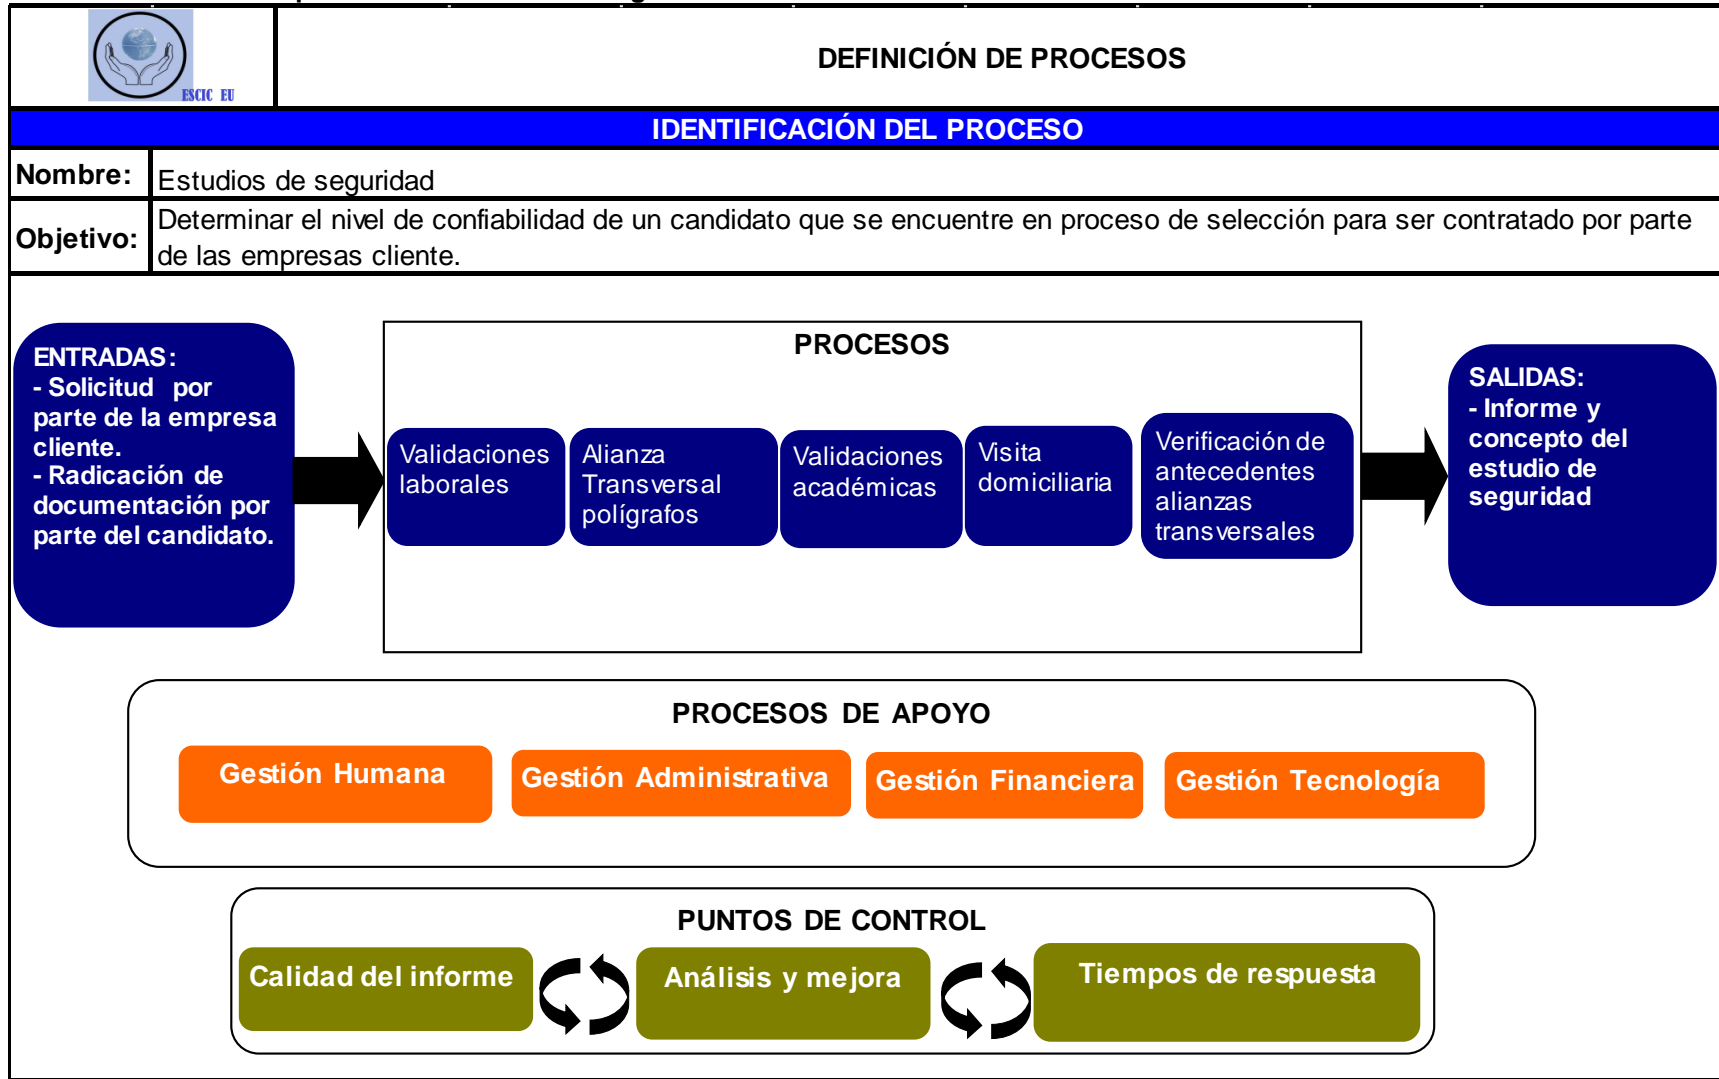 ESCIC EU
DEFINICIÓN DE PROCESOS
IDENTIFICACIÓN DEL PROCESO
Nombre:
Estudios de seguridad
Objetivo:
Determinar el nivel de confiabilidad de un candidato que se encuentre en proceso de selección para ser contratado por parte
de las empresas cliente.
ENTRADAS:
- Solicitud por
parte de la empresa
cliente.
- Radicación de
documentación por
parte del candidato.
PROCESOS
Validaciones
laborales
Alianza
Transversal
polígrafos
Validaciones
académicas
Visita
domiciliaria
Verificación de
antecedentes
alianzas
transversales
SALIDAS:
- Informe y
concepto del
estudio de
seguridad
PROCESOS DE APOYO
Gestión Humana
Gestión Administrativa
Gestión Financiera
Gestión Tecnología
PUNTOS DE CONTROL
Calidad del informe
Análisis y mejora
Tiempos de respuesta